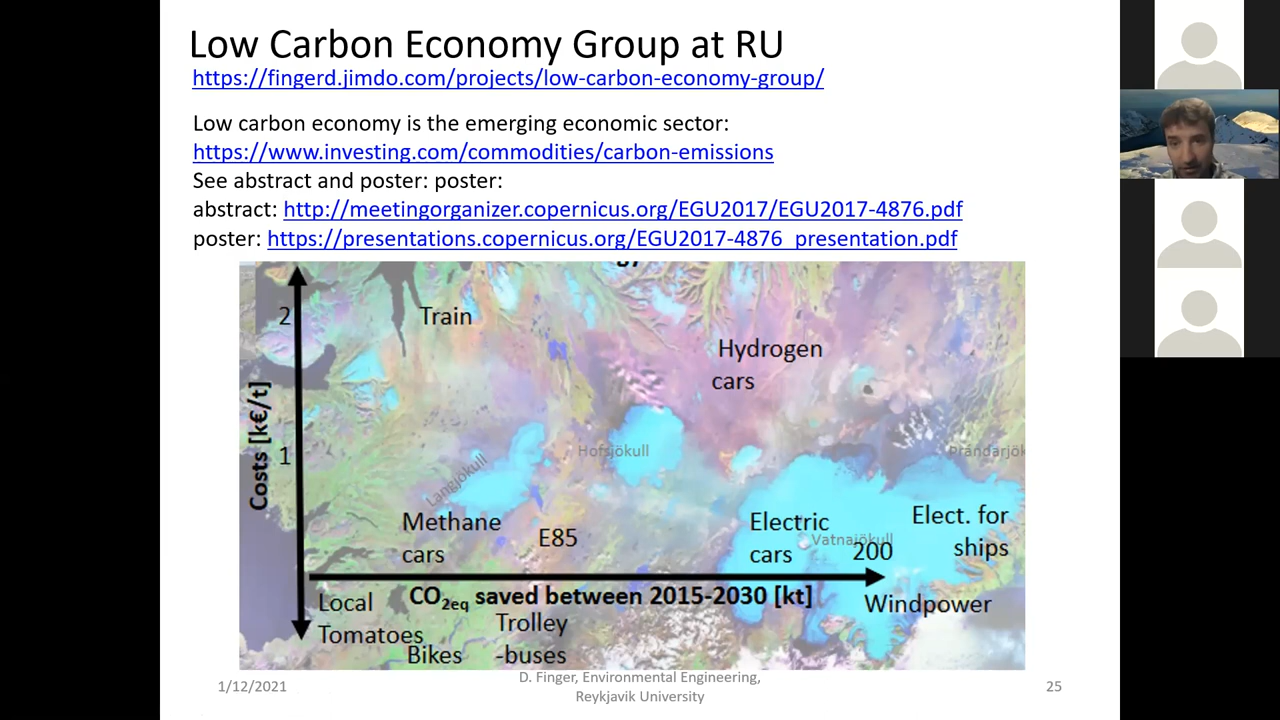 Low Carbon Economy Group at RU
https://fingerd.jimdo.com/projects/low-carbon-economy-group/
Low carbon economy is the emerging economic sector:
https://www.investing.com/commodities/carbon-emissions
See abstract and poster: poster:
abstract: http://meetingorganizer.copernicus.org/EGU2017/EGU2017-4876.pdf
poster: https://presentations.copernicus.org/EGU2017-4876_presentation.pdf
2
Train
Hydrogen
cars
Costs [k€/t]
1
Langjökull
Hofsjökull
Methane
cars
E85
Electric
cars
Vatnajökull
200
Elect. for
ships
CO2eq saved between 2015-2030 [kt]
Windpower
Local
Tomatoes
Bikes
Trolley
-buses
1/12/2021
D. Finger, Environmental Engineering,
Reykjavik University
25